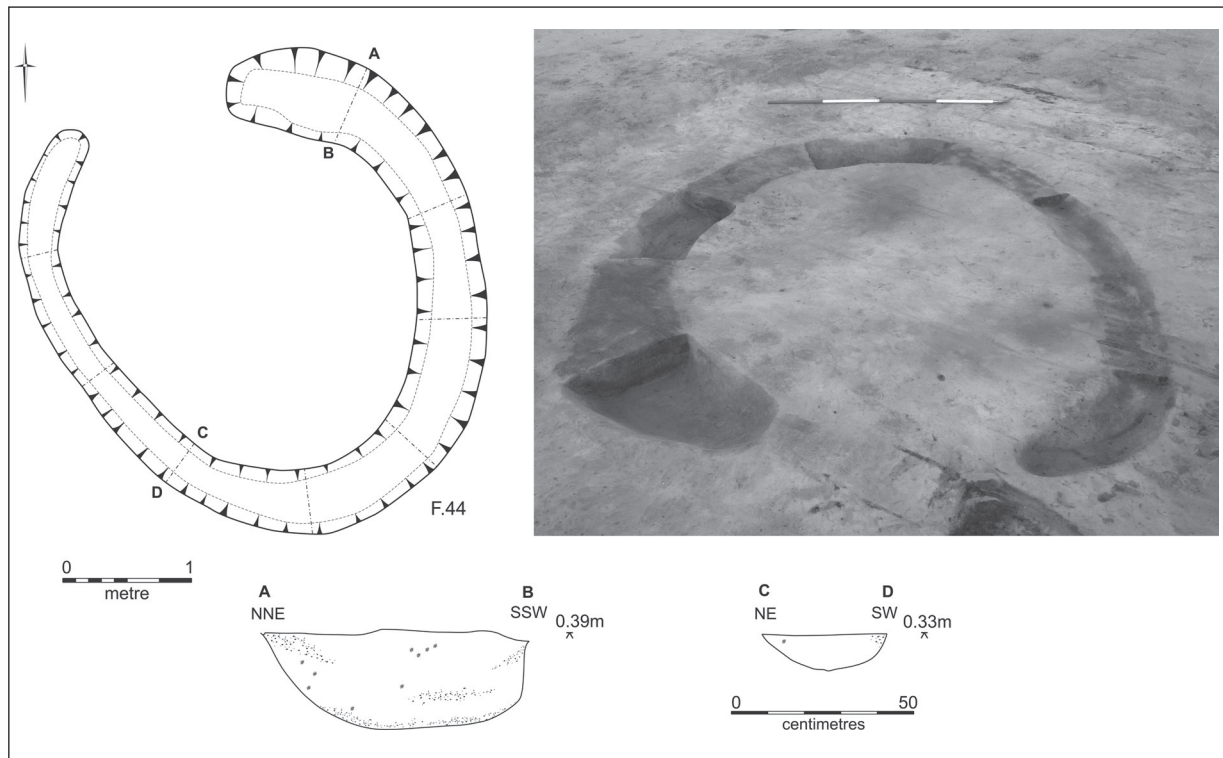 A
B
C
D
F.44
0 1
metre
A B
NNE SSW 0.39m
C D
NE SW 0.33m
0 50
centimetres